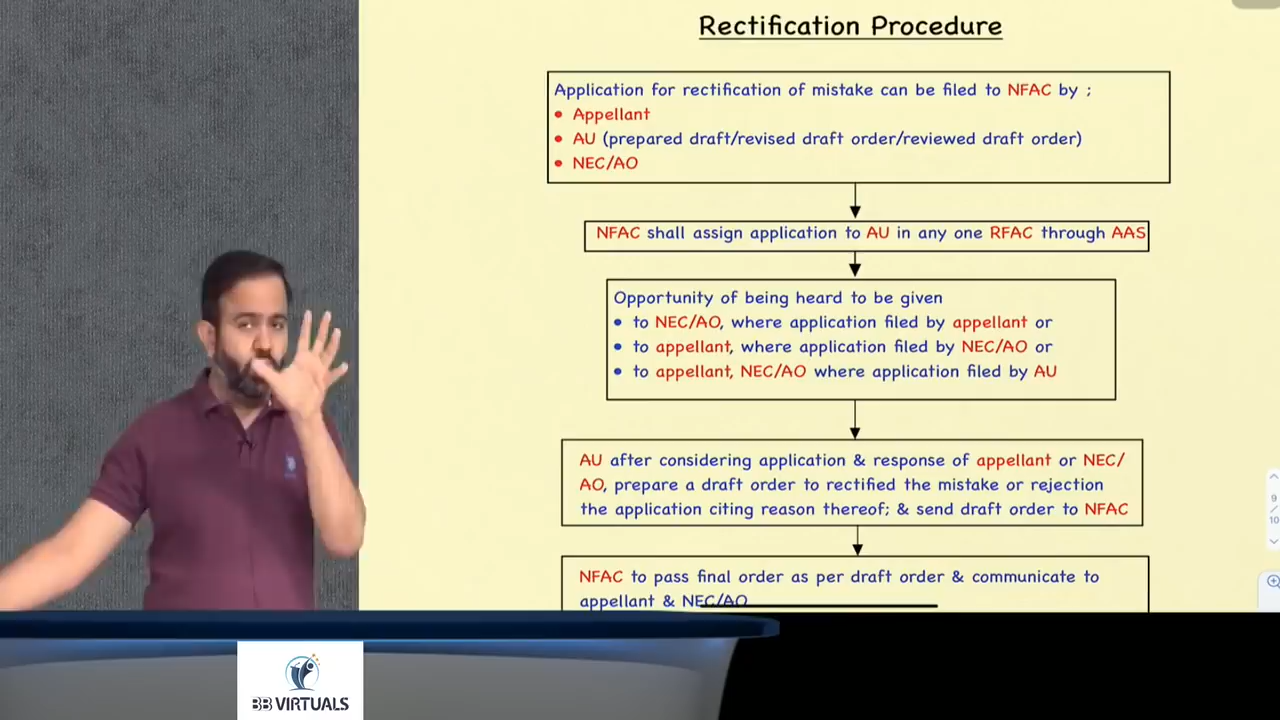 Rectification Procedure
Application for rectification of mistake can be filed to NFAC by ;
• Appellant
• AU (prepared draft/revised draft order/reviewed draft order)
• NEC/AO
NFAC shall assign application to AU in any one RFAC through AAS
Opportunity of being heard to be given
• to NEC/AO, where application filed by appellant or
• to appellant, where application filed by NEC/AO or
• to appellant, NEC/AO where application filed by AU
AU after considering application & response of appellant or NEC/
AO, prepare a draft order to rectified the mistake or rejection
the application citing reason thereof; & send draft order to NFAC
NFAC to pass final order as per draft order & communicate to
appellant & NEC/AO
9
/
10
BB VIRTUALS